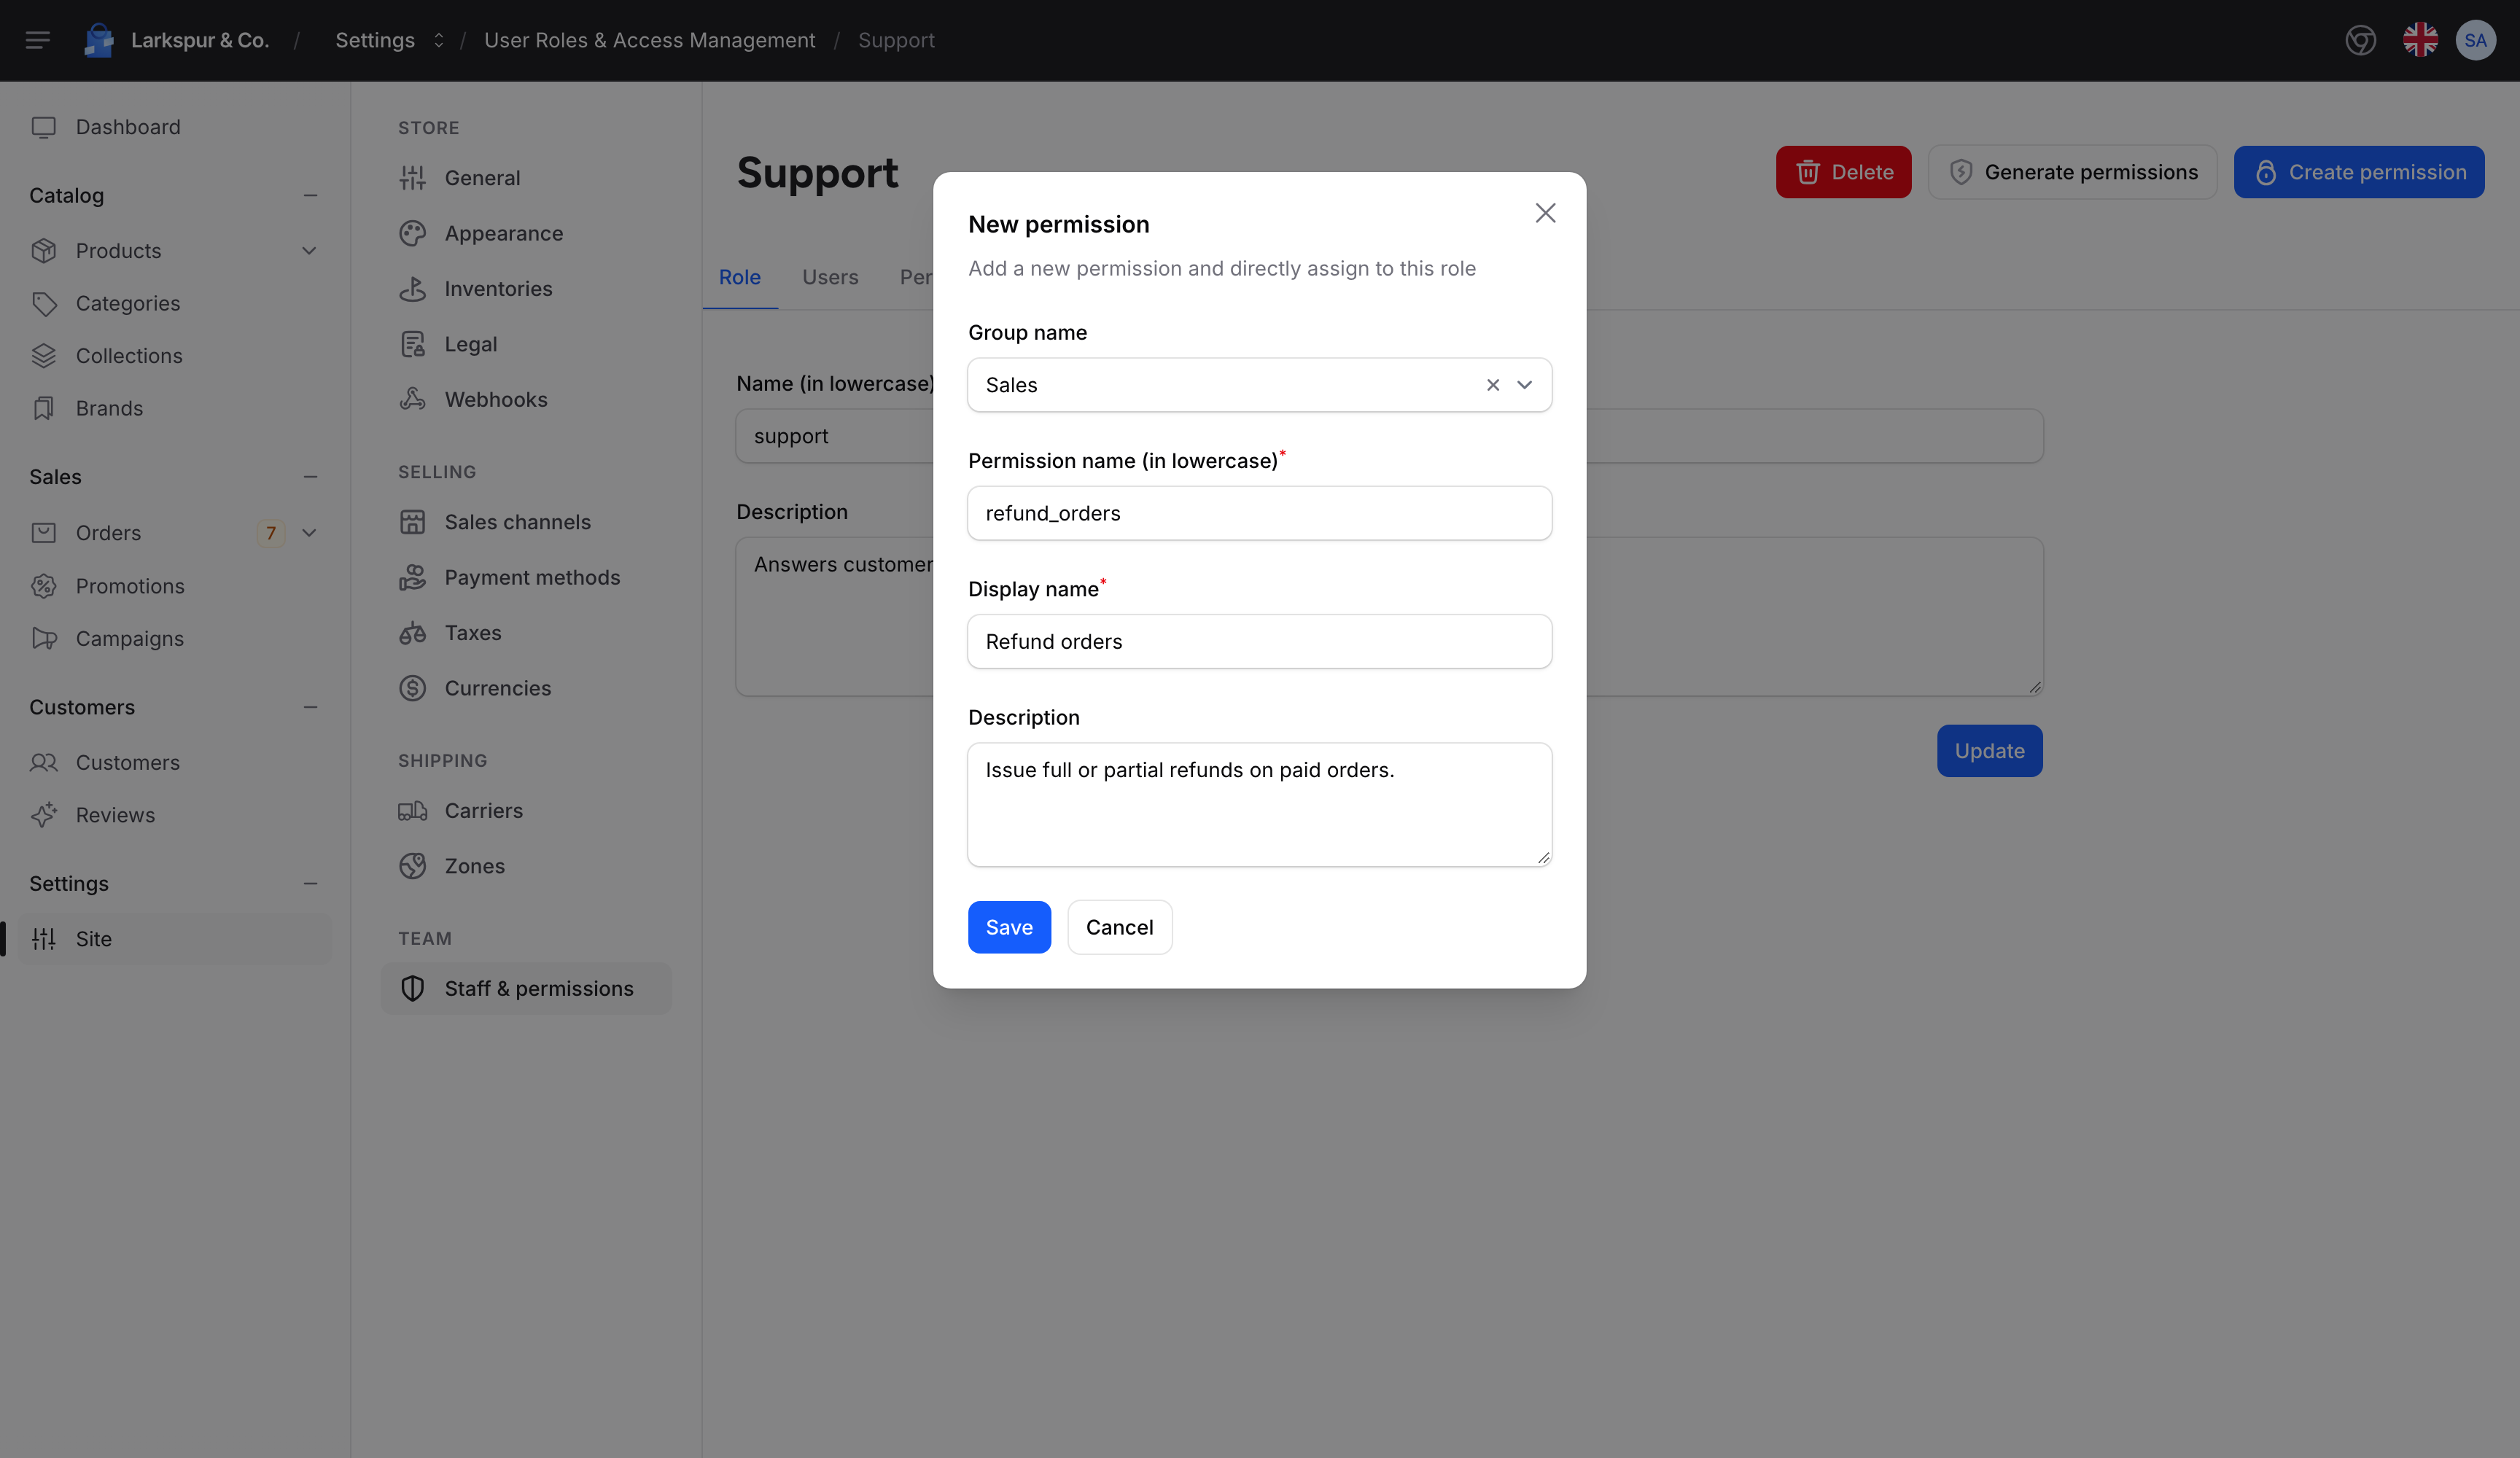 Larkspur & Co. / Settings / User Roles & Access Management / Support
SA
Dashboard
Catalog
Products
Categories
Collections
Brands
Sales
Orders 7
Promotions
Campaigns
Customers
Customers
Reviews
Settings
Site
STORE
General
Appearance
Inventories
Legal
Webhooks
SELLING
Sales channels
Payment methods
Taxes
Currencies
SHIPPING
Carriers
Zones
TEAM
Staff & permissions
Support
Delete
Generate permissions
Create permission
Role
Users
Per
Name (in lowercase)
support
Description
Answers customer
Update
New permission
Add a new permission and directly assign to this role
Group name
Sales
Permission name (in lowercase)*
refund_orders
Display name*
Refund orders
Description
Issue full or partial refunds on paid orders.
Save
Cancel